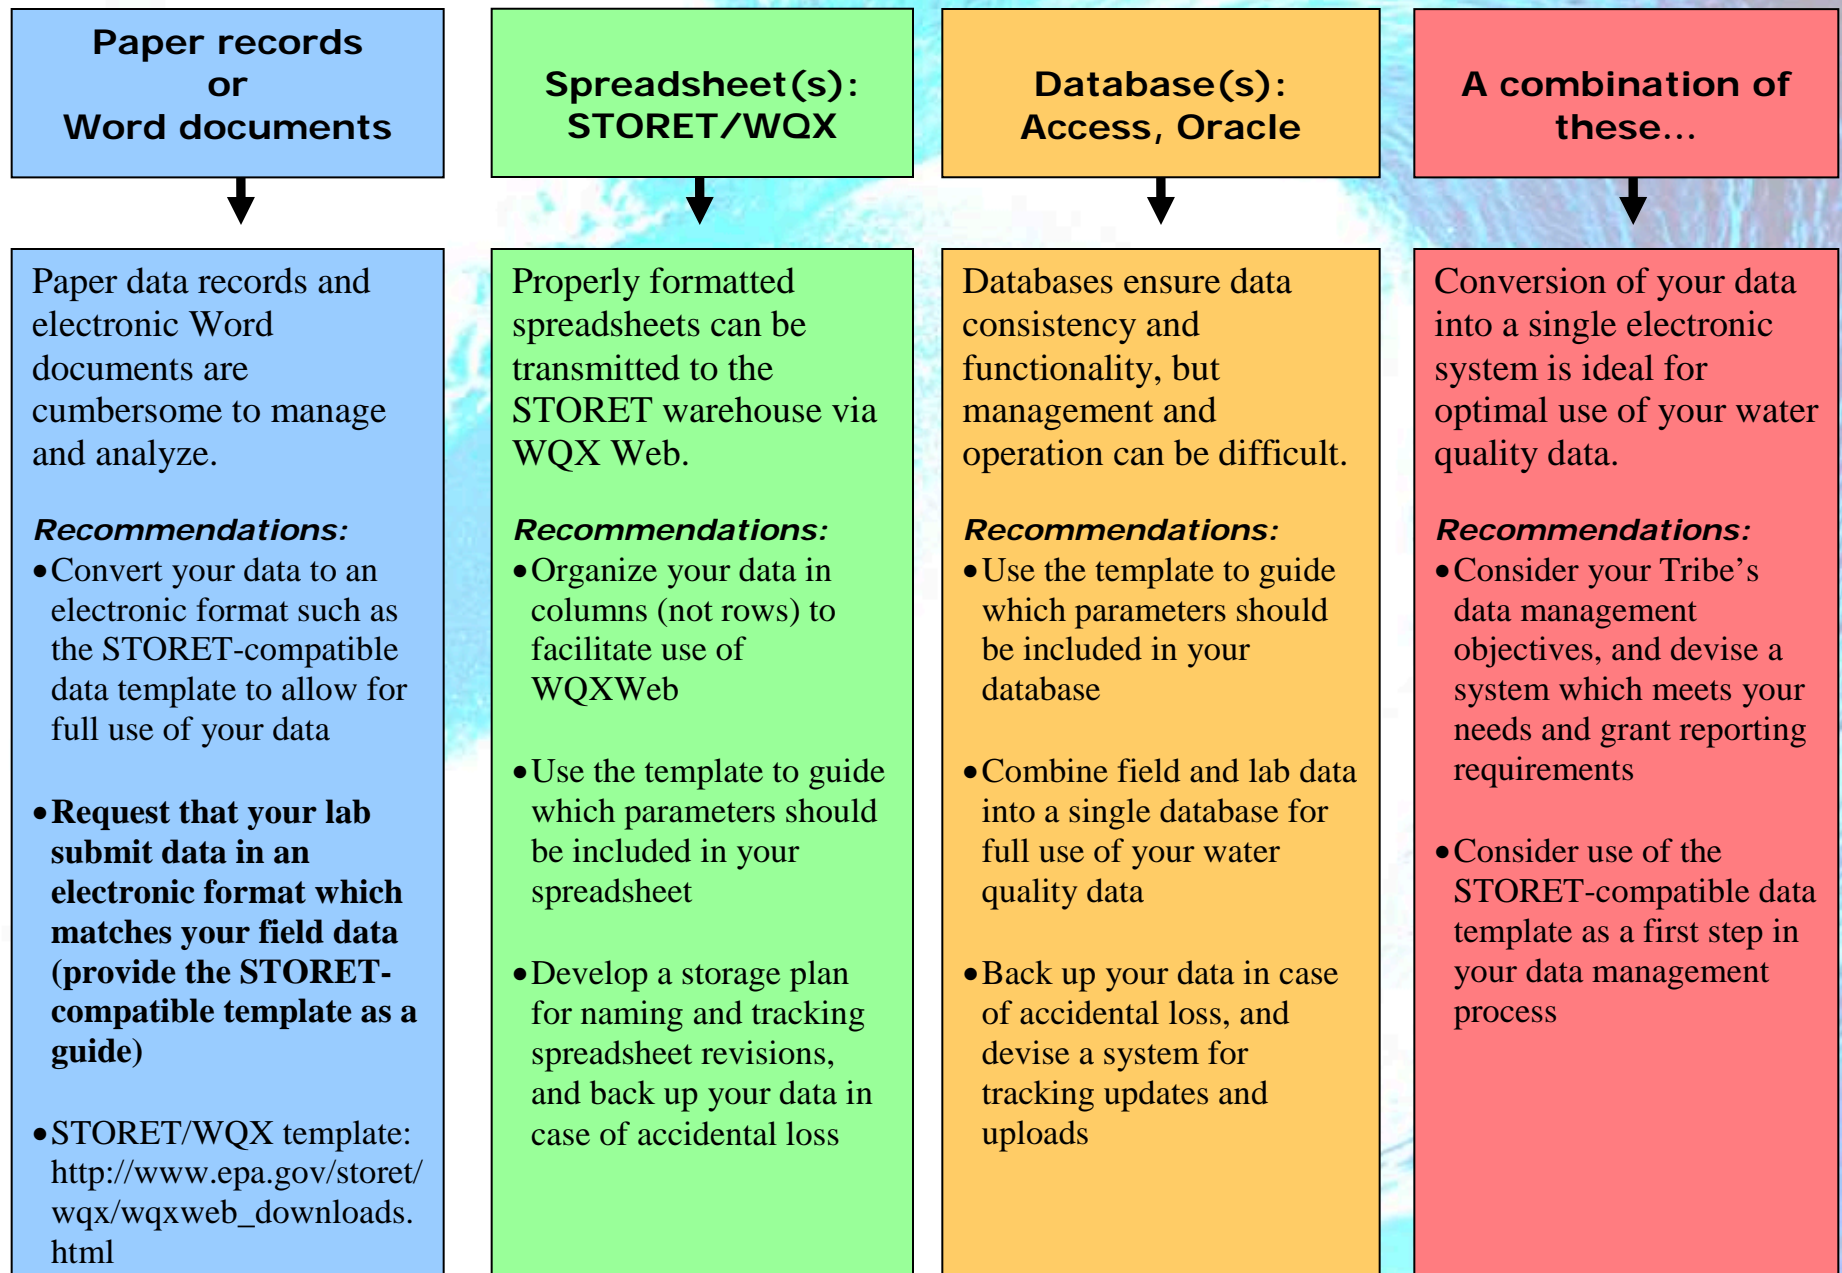 Paper records
or
Word documents
Paper data records and
electronic Word
documents are
cumbersome to manage
and analyze.
Recommendations:
•Convert your data to an
electronic format such as
the STORET-compatible
data template to allow for
full use of your data
•Request that your lab
submit data in an
electronic format which
matches your field data
(provide the STORET-
compatible template as a
guide)
•STORET/WQX template:
http://www.epa.gov/storet/
wqx/wqxweb_downloads.
html
Spreadsheet(s):
STORET/WQX
Properly formatted
spreadsheets can be
transmitted to the
STORET warehouse via
WQX Web.
Recommendations:
•Organize your data in
columns (not rows) to
facilitate use of
WQXWeb
•Use the template to guide
which parameters should
be included in your
spreadsheet
•Develop a storage plan
for naming and tracking
spreadsheet revisions,
and back up your data in
case of accidental loss
Database(s):
Access, Oracle
Databases ensure data
consistency and
functionality, but
management and
operation can be difficult.
Recommendations:
•Use the template to guide
which parameters should
be included in your
database
•Combine field and lab data
into a single database for
full use of your water
quality data
•Back up your data in case
of accidental loss, and
devise a system for
tracking updates and
uploads
A combination of
these...
Conversion of your data
into a single electronic
system is ideal for
optimal use of your water
quality data.
Recommendations:
•Consider your Tribe's
data management
objectives, and devise a
system which meets your
needs and grant reporting
requirements
•Consider use of the
STORET-compatible data
template as a first step in
your data management
process